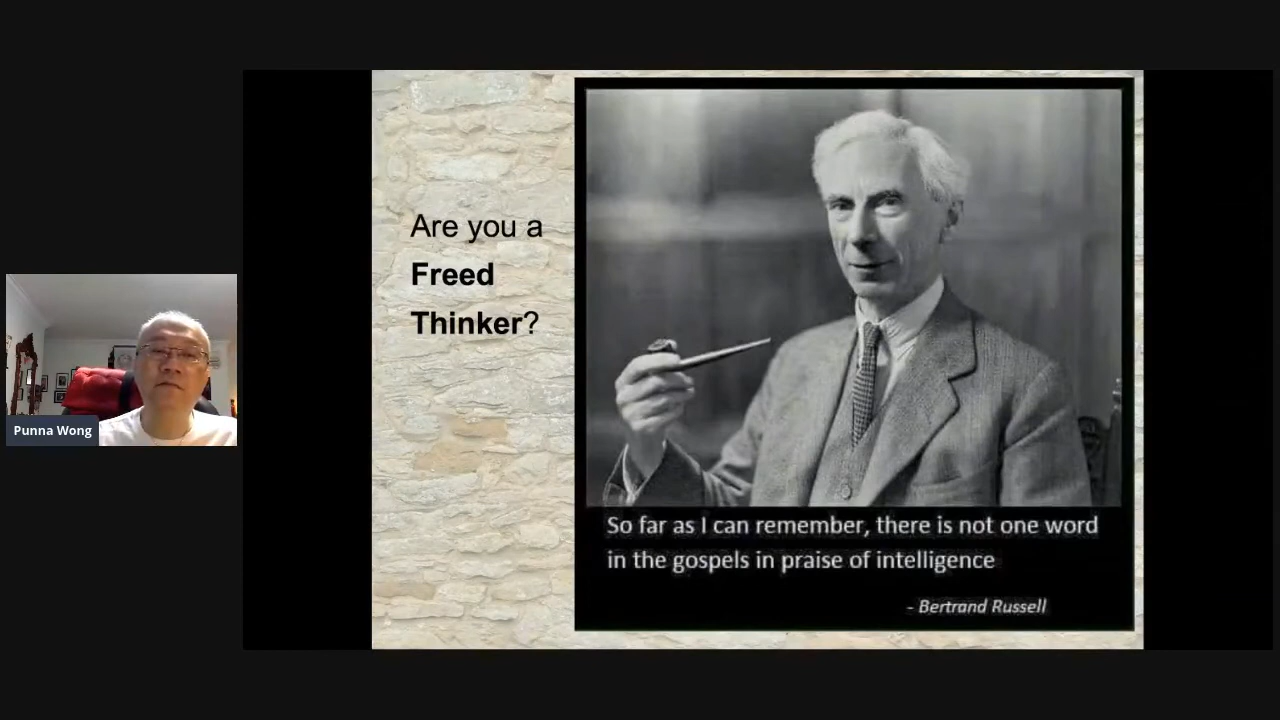 Are you a
Freed
Thinker?
So far as I can remember, there is not one word
in the gospels in praise of intelligence
- Bertrand Russell
Punna Wong